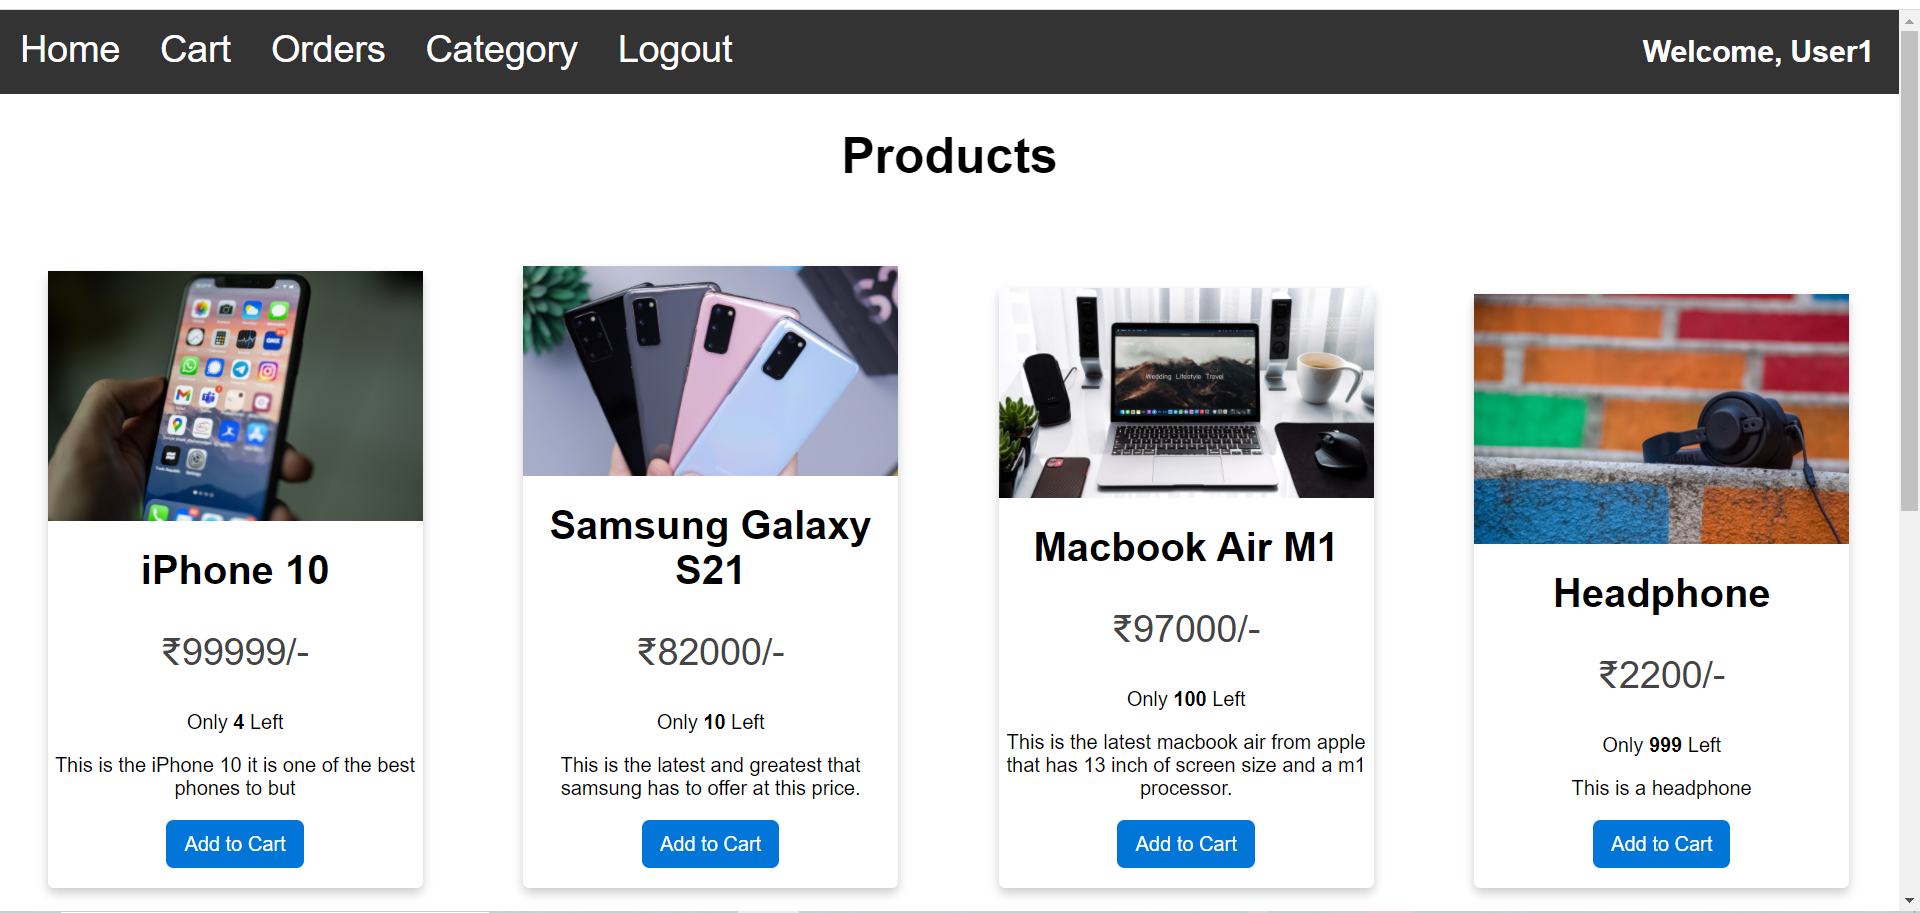 Home Cart Orders Category Logout Welcome, User1
Products
iPhone 10
₹99999/-
Only 4 Left
This is the iPhone 10 it is one of the best
phones to but
Add to Cart
Samsung Galaxy
S21
₹82000/-
Only 10 Left
This is the latest and greatest that
samsung has to offer at this price.
Add to Cart
Wedding Lifestyle Travel
Macbook Air M1
₹97000/-
Only 100 Left
This is the latest macbook air from apple
that has 13 inch of screen size and a m1
processor.
Add to Cart
Headphone
₹2200/-
Only 999 Left
This is a headphone
Add to Cart